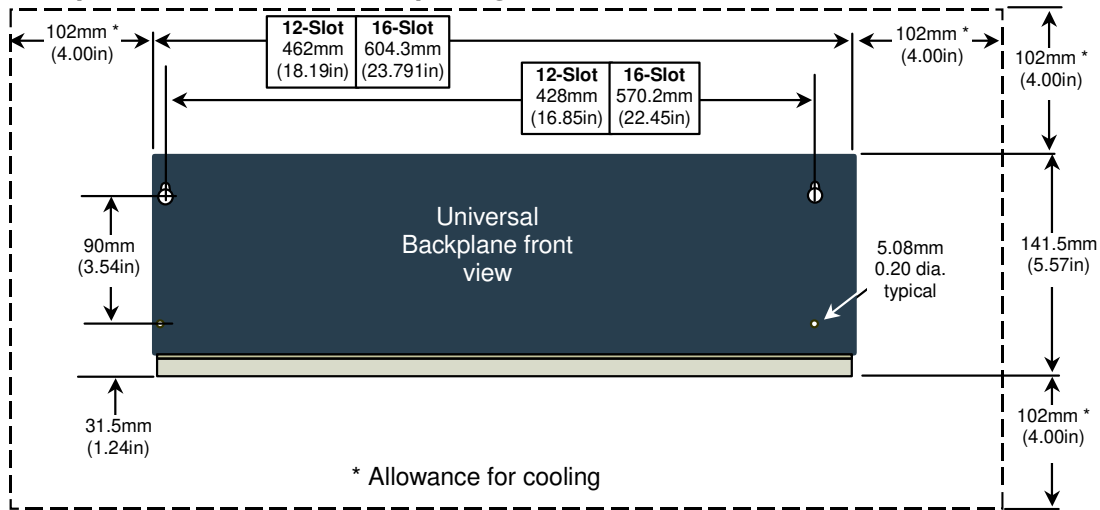 102mm *
(4.00in)
12-Slot
462mm
(18.19in)
16-Slot
604.3mm
(23.791in)
102mm *
(4.00in)
102mm *
(4.00in)
12-Slot
428mm
(16.85in)
16-Slot
570.2mm
(22.45in)
Universal
Backplane front
view
90mm
(3.54in)
5.08mm
0.20 dia.
typical
141.5mm
(5.57in)
31.5mm
(1.24in)
102mm *
(4.00in)
* Allowance for cooling